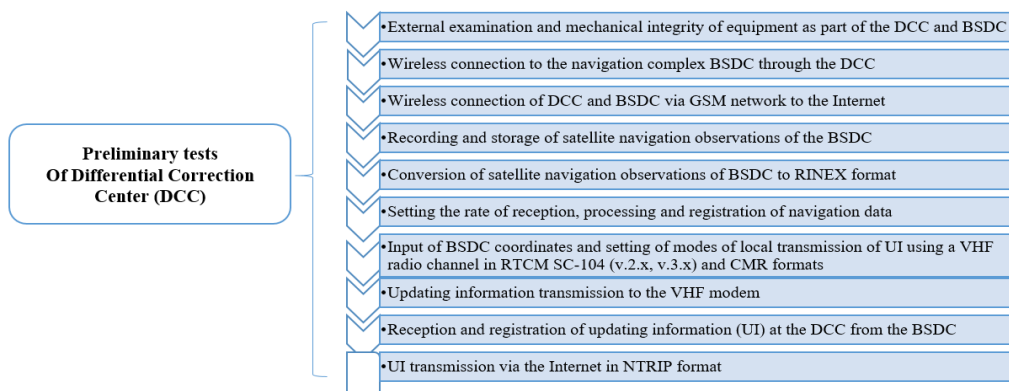 Preliminary tests
Of Differential Correction
Center (DCC)
•External examination and mechanical integrity of equipment as part of the DCC and BSDC
•Wireless connection to the navigation complex BSDC through the DCC
•Wireless connection of DCC and BSDC via GSM network to the Internet
•Recording and storage of satellite navigation observations of the BSDC
•Conversion of satellite navigation observations of BSDC to RINEX format
•Setting the rate of reception, processing and registration of navigation data
•Input of BSDC coordinates and setting of modes of local transmission of UI using a VHF
radio channel in RTCM SC-104 (v.2.x, v.3.x) and CMR formats
•Updating information transmission to the VHF modem
•Reception and registration of updating information (UI) at the DCC from the BSDC
•UI transmission via the Internet in NTRIP format